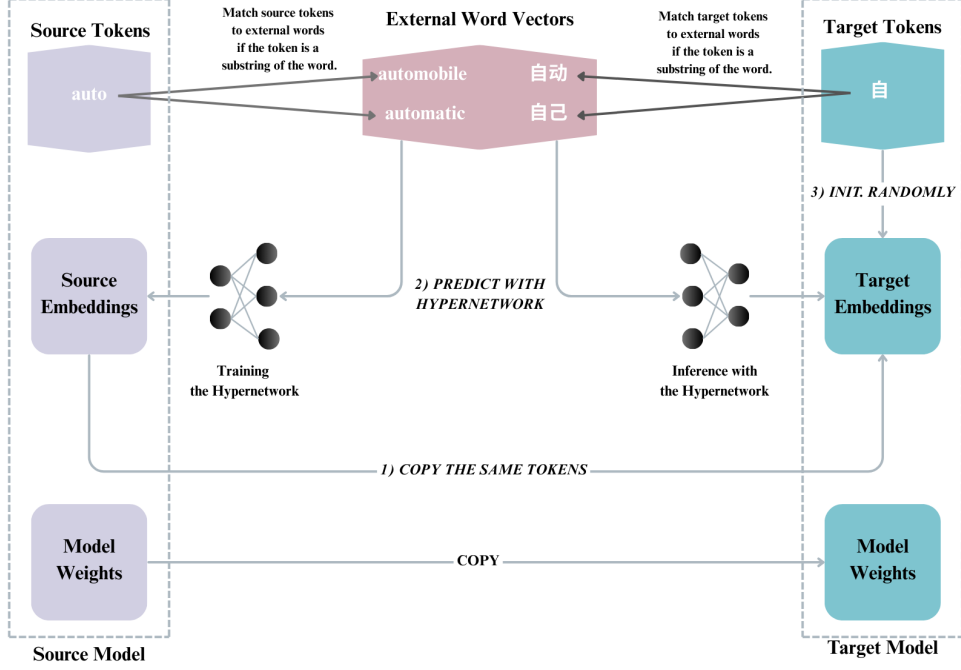 Source Tokens
Match source tokens
to external words
if the token is a
substring of the word.
External Word Vectors
Match target tokens
to external words
if the token is a
substring of the word.
Target Tokens
auto
automobile
自动
automatic
自己
自
3) INIT. RANDOMLY
Source
Embeddings
2) PREDICT WITH
HYPERNETWORK
Target
Embeddings
Training
the Hypernetwork
Inference with
the Hypernetwork
1) COPY THE SAME TOKENS
Model
Weights
COPY
Model
Weights
Source Model
Target Model